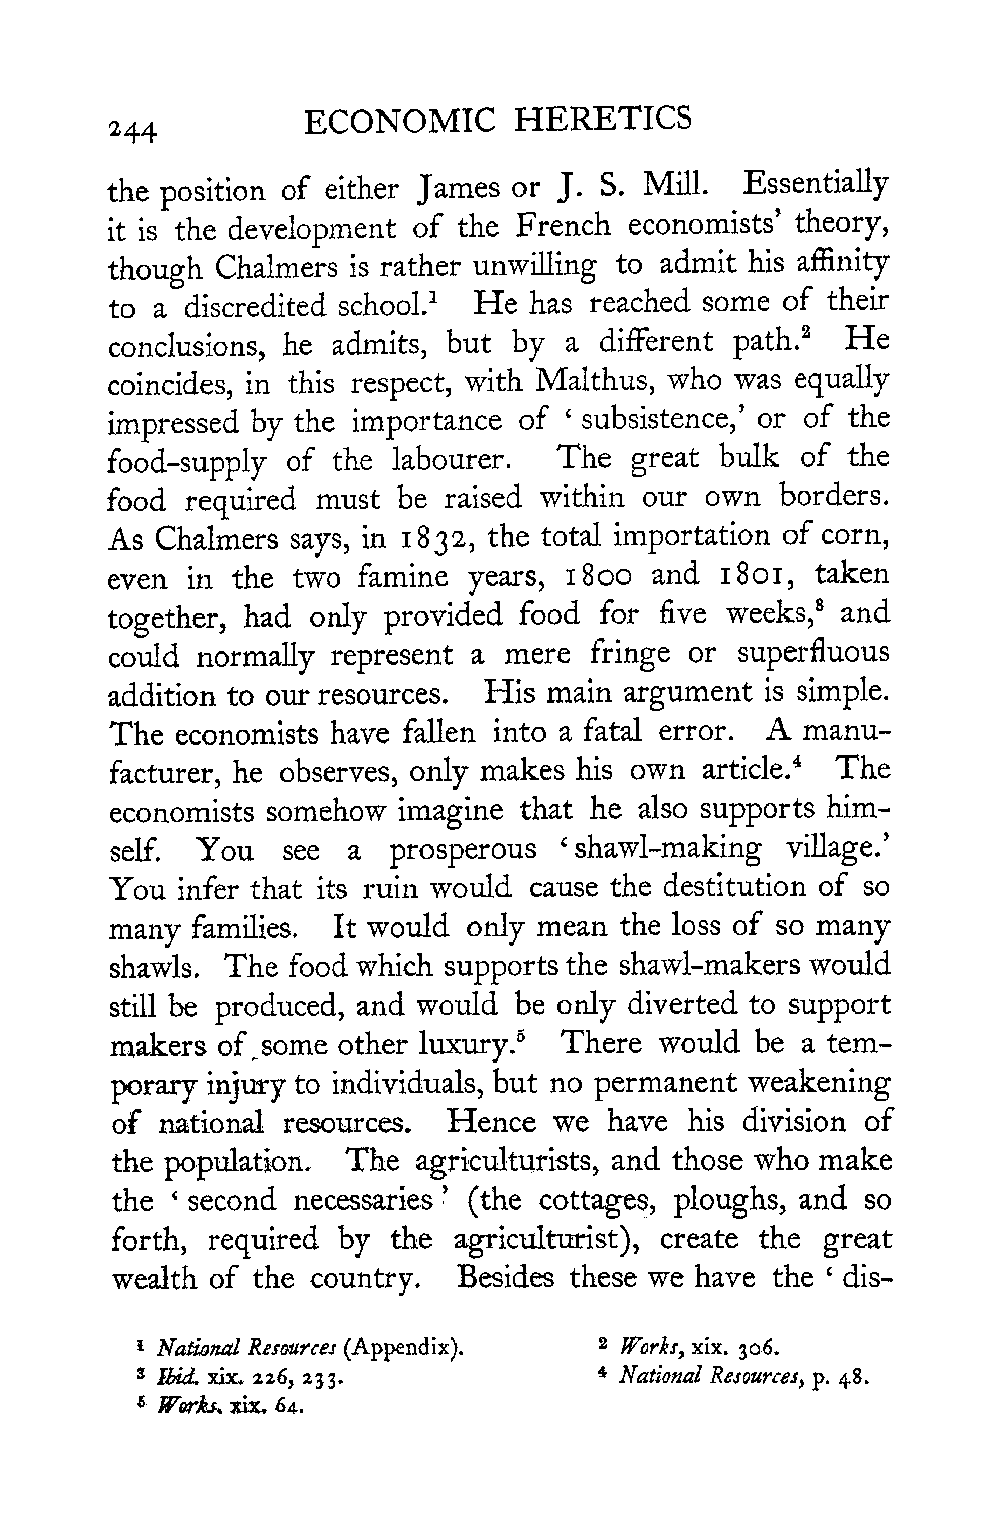 244 ECONOMIC HERETICS
the position of either James or J. S. Mill. Essentially
it is the development of the French economists' theory,
though Chalmers is rather unwilling to admit his affinity
to a discredited school.¹ He has reached some of their
conclusions, he admits, but by a different path.² He
coincides, in this respect, with Malthus, who was equally
impressed by the importance of ‘ subsistence,’ or of the
food-supply of the labourer. The great bulk of the
food required must be raised within our own borders.
As Chalmers says, in 1832, the total importation of corn,
even in the two famine years, 1800 and 1801, taken
together, had only provided food for five weeks,³ and
could normally represent a mere fringe or superfluous
addition to our resources. His main argument is simple.
The economists have fallen into a fatal error. A manu-
facturer, he observes, only makes his own article.⁴ The
economists somehow imagine that he also supports him-
self. You see a prosperous ‘ shawl-making village.’
You infer that its ruin would cause the destitution of so
many families. It would only mean the loss of so many
shawls. The food which supports the shawl-makers would
still be produced, and would be only diverted to support
makers of some other luxury.⁵ There would be a tem-
porary injury to individuals, but no permanent weakening
of national resources. Hence we have his division of
the population. The agriculturists, and those who make
the ‘ second necessaries ’ (the cottages, ploughs, and so
forth, required by the agriculturist), create the great
wealth of the country. Besides these we have the ‘ dis-
¹ National Resources (Appendix). ² Works, xix. 306.
³ Ibid. xix. 226, 233. ⁴ National Resources, p. 48.
⁵ Works, xix. 64.